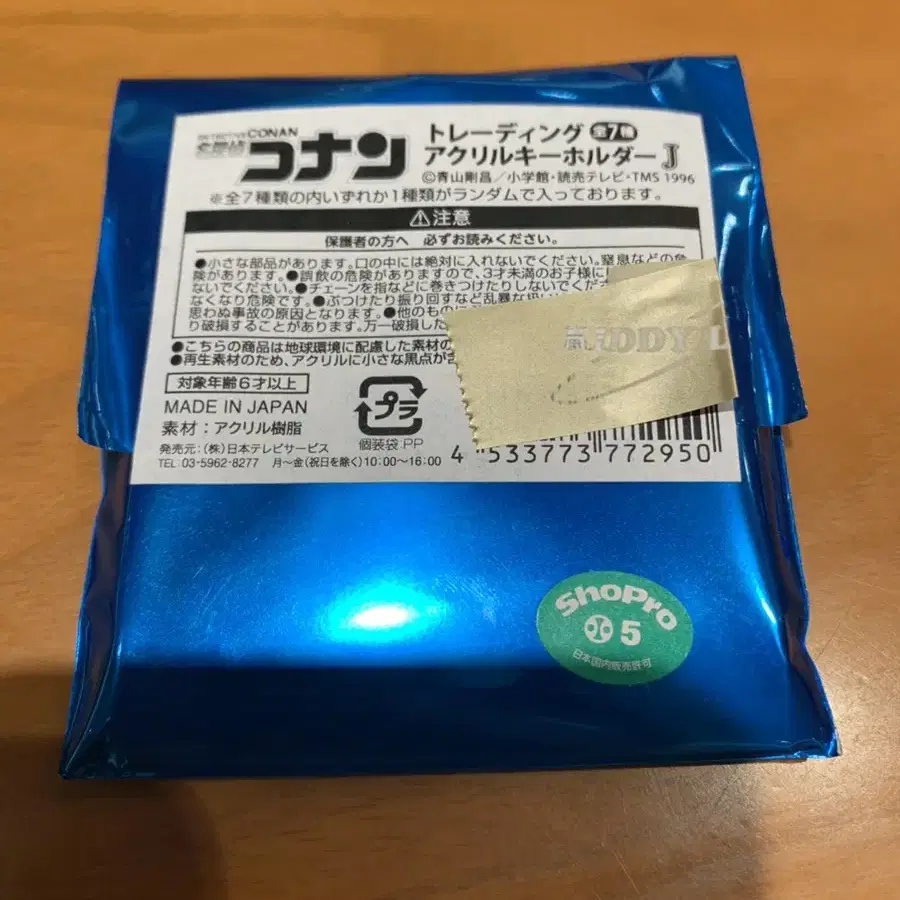 DETECTIVE CONAN
名探偵コナン
トレーディング 全7種
アクリルキーホルダー J
©青山剛昌／小学館・読売テレビ・TMS 1996
※全7種類の内いずれか1種類がランダムで入っております。
⚠注意
保護者の方へ 必ずお読みください。
●小さな部品があります。口の中には絶対に入れないでください。窒息などの危
険があります。●誤飲の危険がありますので、3才未満のお子様に
ないでください。●チェーンを指などに巻きつけたりしないでくだ
なくなり危険です。●ぶつけたり振り回すなど乱暴な
思わぬ事故の原因となります。●他のものに
り破損することがあります。万一破損した
●こちらの商品は地球環境に配慮した素材の
●再生素材のため、アクリルに小さな黒点が含
対象年齢6才以上
MADE IN JAPAN
素材：アクリル樹脂
プラ
個装袋:PP
発売元：(株)日本テレビサービス
TEL: 03-5962-8277 月～金(祝日を除く)10:00～16:00
4 533773 772950
DDY L
ShoPro
小 5
日本国内販売許可